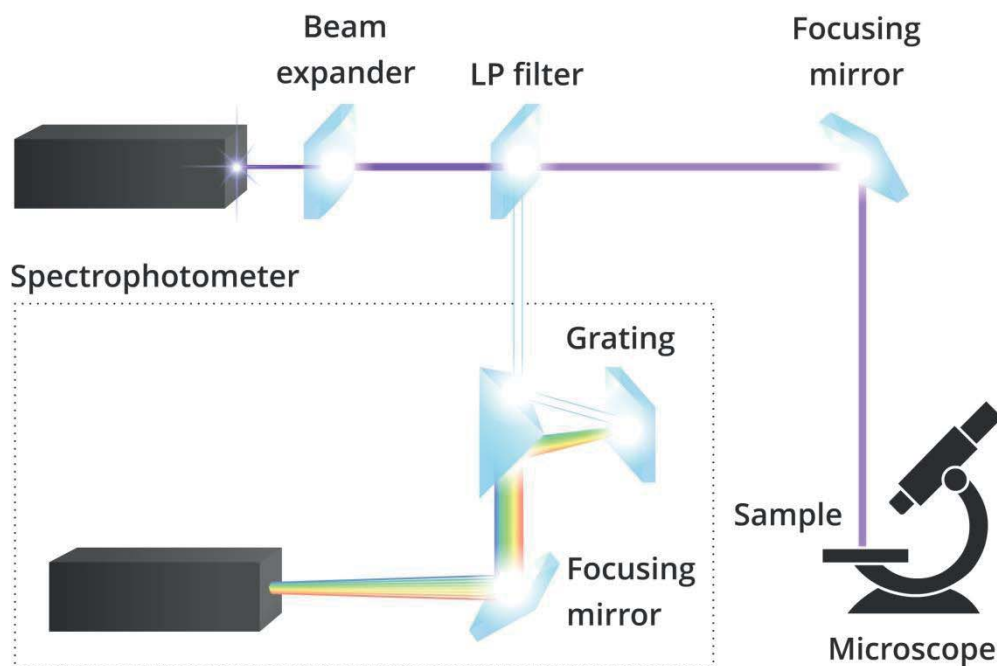 Beam
expander
LP filter
Focusing
mirror
Spectrophotometer
Grating
Sample
Focusing
mirror
Microscope